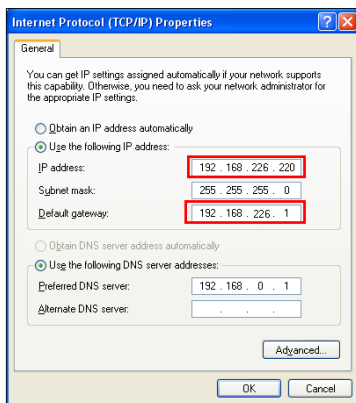 Internet Protocol (TCP/IP) Properties
General
You can get IP settings assigned automatically if your network supports
this capability. Otherwise, you need to ask your network administrator for
the appropriate IP settings.
Obtain an IP address automatically
Use the following IP address:
IP address: 192 . 168 . 226 . 220
Subnet mask: 255 . 255 . 255 . 0
Default gateway: 192 . 168 . 226 . 1
Obtain DNS server address automatically
Use the following DNS server addresses:
Preferred DNS server: 192 . 168 . 0 . 1
Alternate DNS server: . . .
Advanced...
OK Cancel